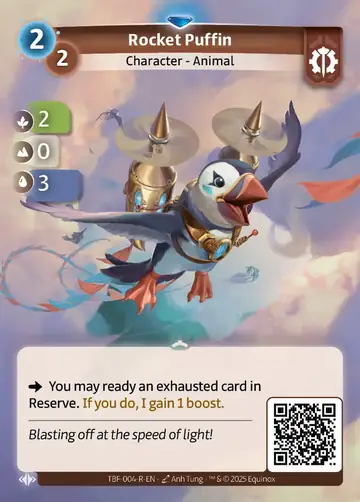 2
Rocket Puffin
2
Character - Animal
2
0
3
You may ready an exhausted card in
Reserve. If you do, I gain 1 boost.
Blasting off at the speed of light!
TBF-004-R-EN - Anh Tung - ™ & © 2025 Equinox